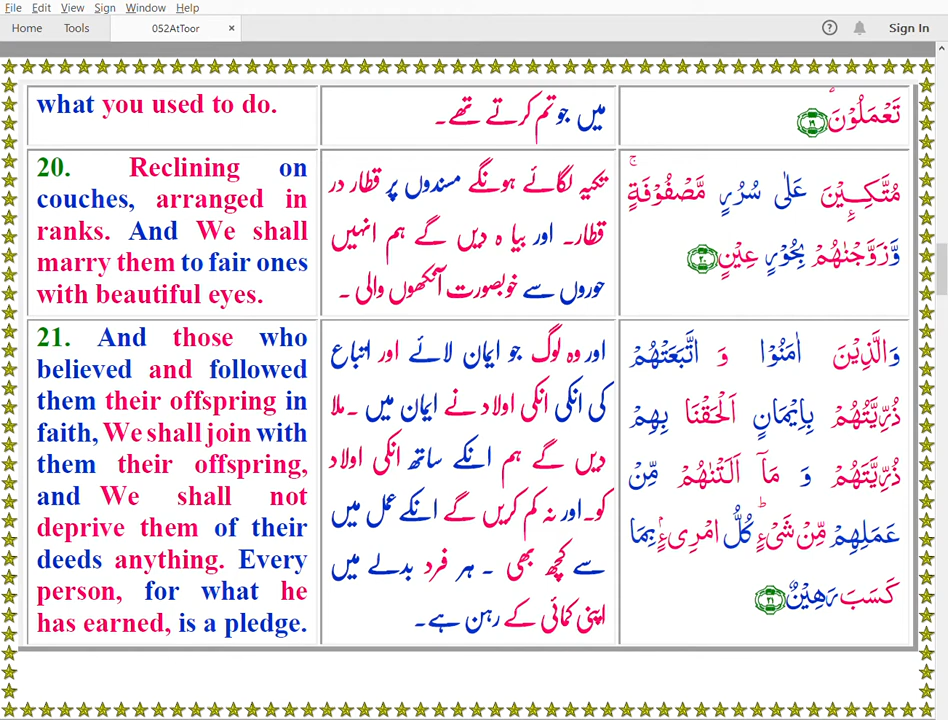 File Edit View Sign Window Help
Home Tools 052AtToor × ? Sign In
what you used to do.
20. Reclining on
couches, arranged in
ranks. And We shall
marry them to fair ones
with beautiful eyes.
21. And those who
believed and followed
them their offspring in
faith, We shall join with
them their offspring,
and We shall not
deprive them of their
deeds anything. Every
person, for what he
has earned, is a pledge.
میں جو تم کرتے تھے۔
تکیہ لگائے ہونگے مسندوں پر قطار در
قطار۔ اور بیا ہ دیں گے ہم انہیں
حوروں سے خوبصورت آنکھوں والی ۔
اور وہ لوگ جو ایمان لائے اور اتباع
کی انکی انکی اولاد نے ایمان میں ۔ ملا
دیں گے ہم انکے ساتھ انکی اولاد
کو۔ اور نہ کم کریں گے انکے عمل میں
سے کچھ بھی ۔ ہر فرد بدلے میں
اپنی کمائی کے رہن ہے۔
تَعْمَلُوْنَۙ ۱۹
مُتَّكِـِٕيْنَ عَلٰى سُرُرٍ مَّصْفُوْفَةٍ ۚ
وَّزَوَّجْنٰهُمْ بِحُوْرٍ عِيْنٍ ۲۰
وَالَّذِيْنَ اٰمَنُوْا وَ اتَّبَعَتْهُمْ
ذُرِّيَّتُهُمْ بِاِيْمَانٍ اَلْحَقْنَا بِهِمْ
ذُرِّيَّتَهُمْ وَ مَاۤ اَلَتْنٰهُمْ مِّنْ
عَمَلِهِمْ مِّنْ شَىْءٍ ؕ كُلُّ امْرِیءٍۢ بِمَا
كَسَبَ رَهِيْنٌ ۲۱